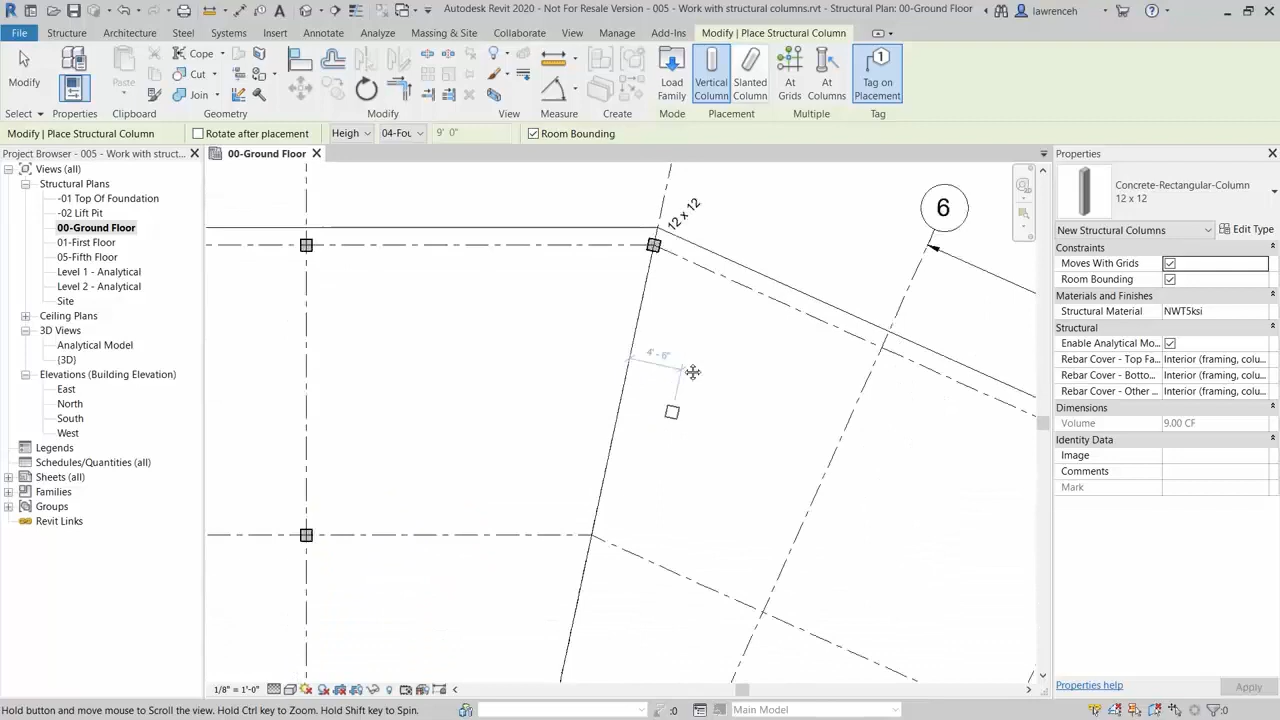 Autodesk Revit 2020 - Not For Resale Version - 005 - Work with structural columns.rvt - Structural Plan: 00-Ground Floor
lawrenceh
File
Structure
Architecture
Steel
Systems
Insert
Annotate
Analyze
Massing & Site
Collaborate
View
Manage
Add-Ins
Modify | Place Structural Column
Modify
Paste
Cope
Cut
Join
Load
Family
Vertical
Column
Slanted
Column
At
Grids
At
Columns
Tag on
Placement
Select
Properties
Clipboard
Geometry
Modify
View
Measure
Create
Mode
Placement
Multiple
Tag
Modify | Place Structural Column
Rotate after placement
Heigh
04-Fou
9' 0"
Room Bounding
Project Browser - 005 - Work with struct...
Views (all)
Structural Plans
-01 Top Of Foundation
-02 Lift Pit
00-Ground Floor
01-First Floor
05-Fifth Floor
Level 1 - Analytical
Level 2 - Analytical
Site
Ceiling Plans
3D Views
Analytical Model
{3D}
Elevations (Building Elevation)
East
North
South
West
Legends
Schedules/Quantities (all)
Sheets (all)
Families
Groups
Revit Links
00-Ground Floor
12 x 12
6
4' - 6"
1/8" = 1'-0"
Properties
Concrete-Rectangular-Column
12 x 12
New Structural Columns
Edit Type
Constraints
Moves With Grids
Room Bounding
Materials and Finishes
Structural Material NWT5ksi
Structural
Enable Analytical Mo...
Rebar Cover - Top Fa... Interior (framing, colu...
Rebar Cover - Botto... Interior (framing, colu...
Rebar Cover - Other ... Interior (framing, colu...
Dimensions
Volume 9.00 CF
Identity Data
Image
Comments
Mark
Properties help
Apply
Hold button and move mouse to Scroll the view. Hold Ctrl key to Zoom. Hold Shift key to Spin.
:0
Main Model
:0